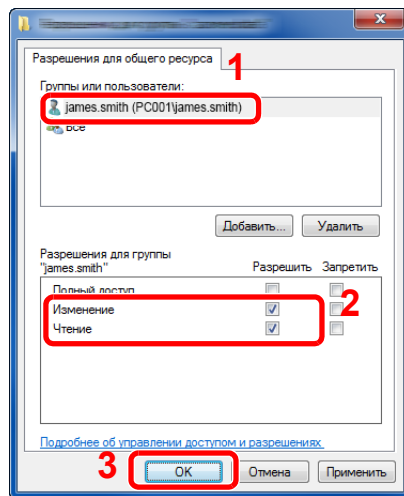 Разрешения для общего ресурса
1
Группы или пользователи:
james.smith (PC001\james.smith)
Все
Добавить... Удалить
Разрешения для группы
"james.smith" Разрешить Запретить
Полный доступ
Изменение
2
Чтение
Подробнее об управлении доступом и разрешениях
3
OK Отмена Применить